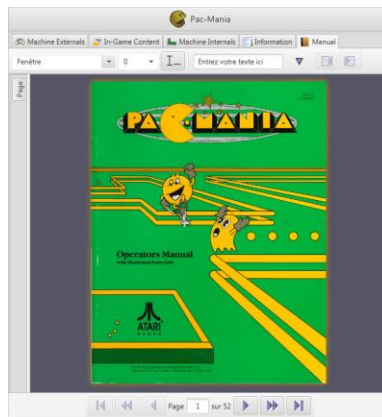 Pac-Mania
Machine Externals
In-Game Content
Machine Internals
Information
Manual
Fenêtre
0
I...
Entrez votre texte ici
Page
PAC-MANIA
Operators Manual
with Illustrated Parts Lists
ATARI
GAMES
Page 1 sur 52